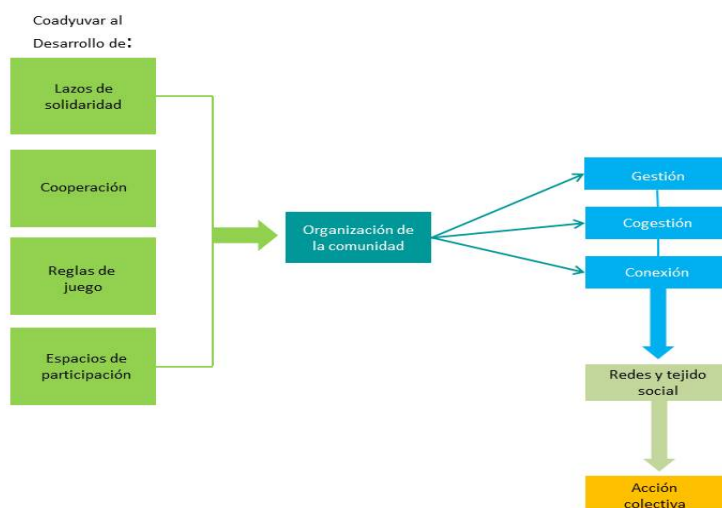 Coadyuvar al
Desarrollo de:
Lazos de
solidaridad
Cooperación
Reglas de
juego
Espacios de
participación
Organización de
la comunidad
Gestión
Cogestión
Conexión
Redes y tejido
social
Acción
colectiva